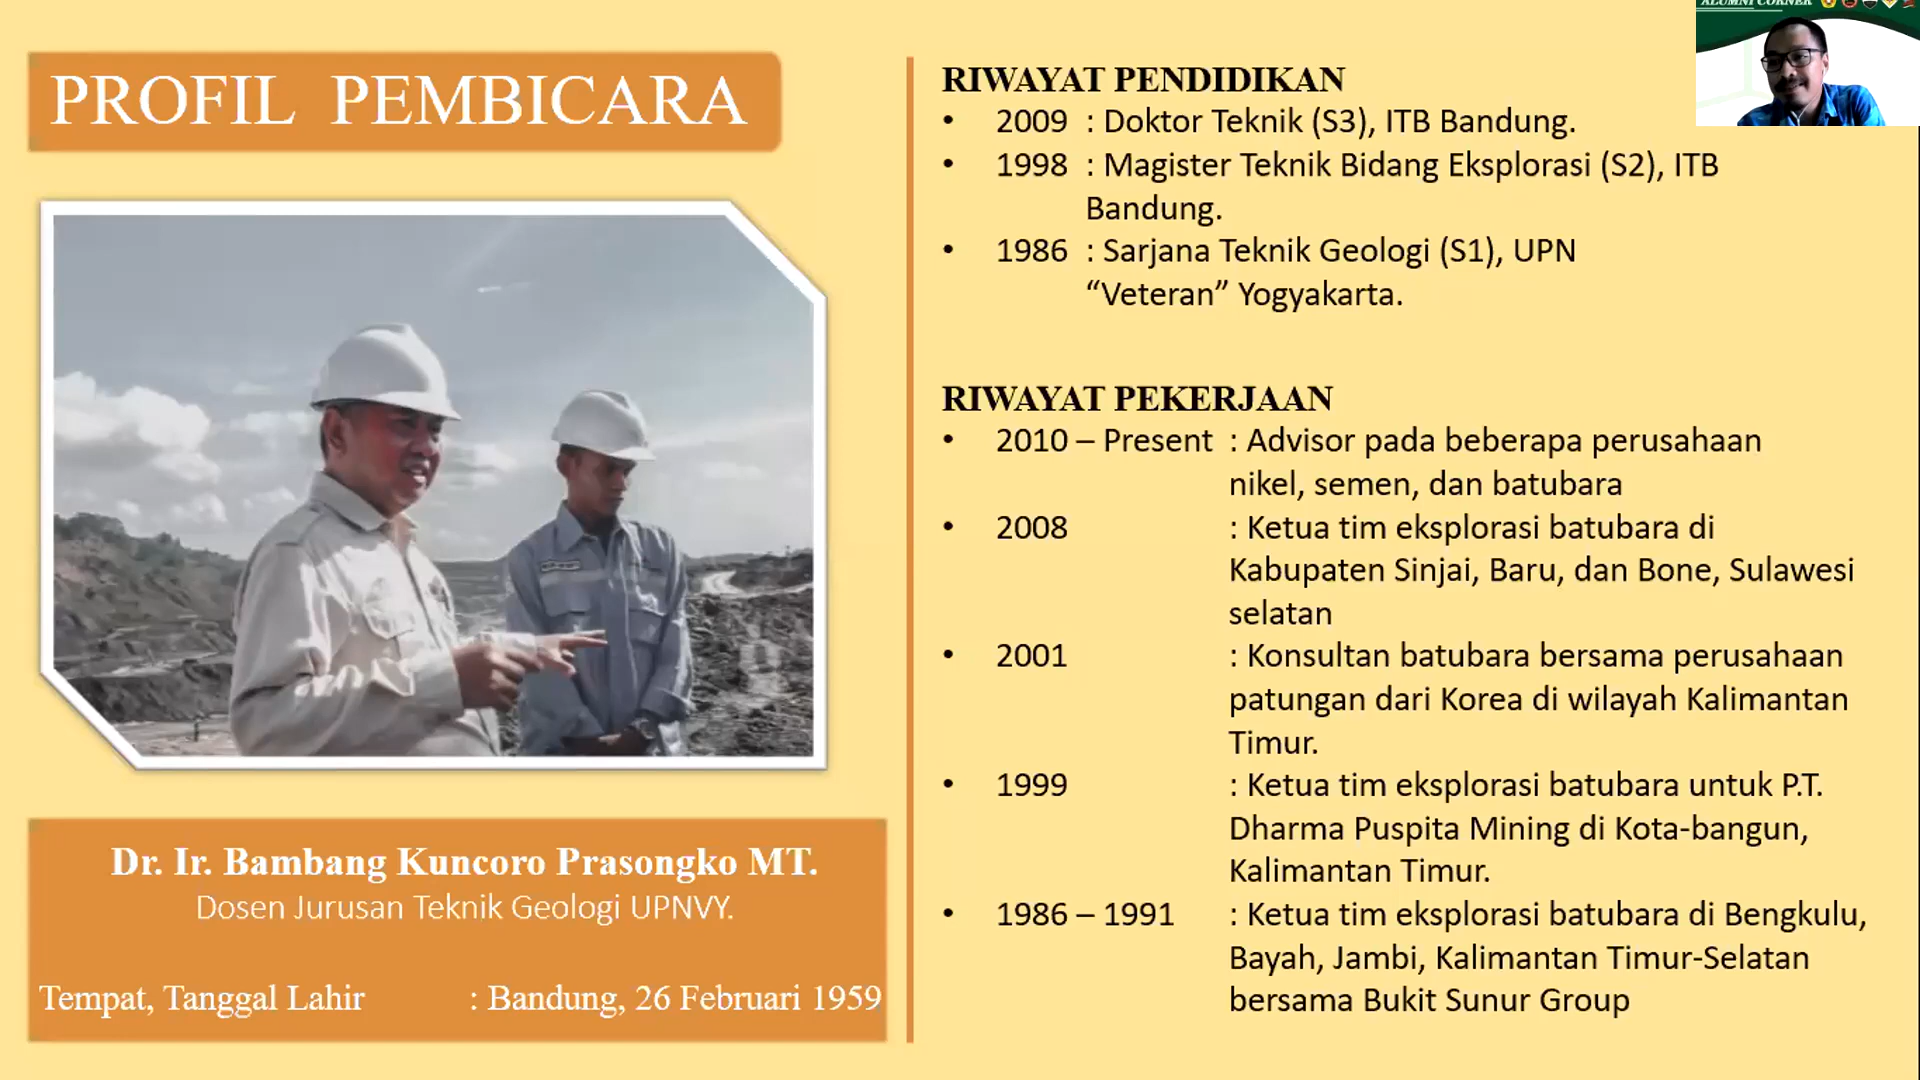 PROFIL PEMBICARA
Dr. Ir. Bambang Kuncoro Prasongko MT.
Dosen Jurusan Teknik Geologi UPNVY.
Tempat, Tanggal Lahir : Bandung, 26 Februari 1959
RIWAYAT PENDIDIKAN
• 2009 : Doktor Teknik (S3), ITB Bandung.
• 1998 : Magister Teknik Bidang Eksplorasi (S2), ITB
Bandung.
• 1986 : Sarjana Teknik Geologi (S1), UPN
“Veteran” Yogyakarta.
RIWAYAT PEKERJAAN
• 2010 – Present : Advisor pada beberapa perusahaan
nikel, semen, dan batubara
• 2008 : Ketua tim eksplorasi batubara di
Kabupaten Sinjai, Baru, dan Bone, Sulawesi
selatan
• 2001 : Konsultan batubara bersama perusahaan
patungan dari Korea di wilayah Kalimantan
Timur.
• 1999 : Ketua tim eksplorasi batubara untuk P.T.
Dharma Puspita Mining di Kota-bangun,
Kalimantan Timur.
• 1986 – 1991 : Ketua tim eksplorasi batubara di Bengkulu,
Bayah, Jambi, Kalimantan Timur-Selatan
bersama Bukit Sunur Group
ALUMNI CORNER